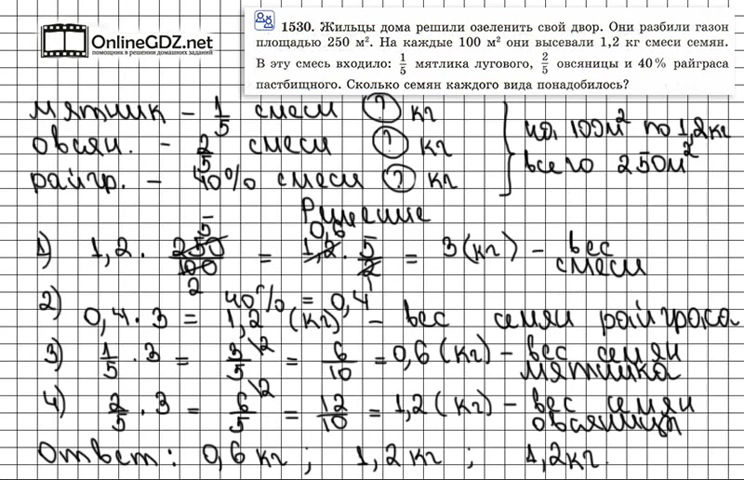 OnlineGDZ.net
помощник в решении домашних заданий
1530. Жильцы дома решили озеленить свой двор. Они разбили газон
площадью 250 м². На каждые 100 м² они высевали 1,2 кг смеси семян.
В эту смесь входило: 1/5 мятлика лугового, 2/5 овсяницы и 40% райграса
пастбищного. Сколько семян каждого вида понадобилось?
мятлик – 1/5 смеси ? кг
овсян. – 2/5 смеси ? кг
райгр. – 40% смеси ? кг
на 100м² по 1,2кг
всего 250м²
Решение
1) 1,2 · 250/100 = 1,2 · 5/2 = 3 (кг) – вес
смеси
5
2
0,6
2) 40% = 0,4
0,4 · 3 = 1,2 (кг) – вес семян райграса
3) 1/5 · 3 = 3/5 \2 = 6/10 = 0,6 (кг) – вес семян
мятлика
4) 2/5 · 3 = 6/5 \2 = 12/10 = 1,2 (кг) – вес семян
овсяницы
Ответ: 0,6 кг; 1,2 кг; 1,2кг.